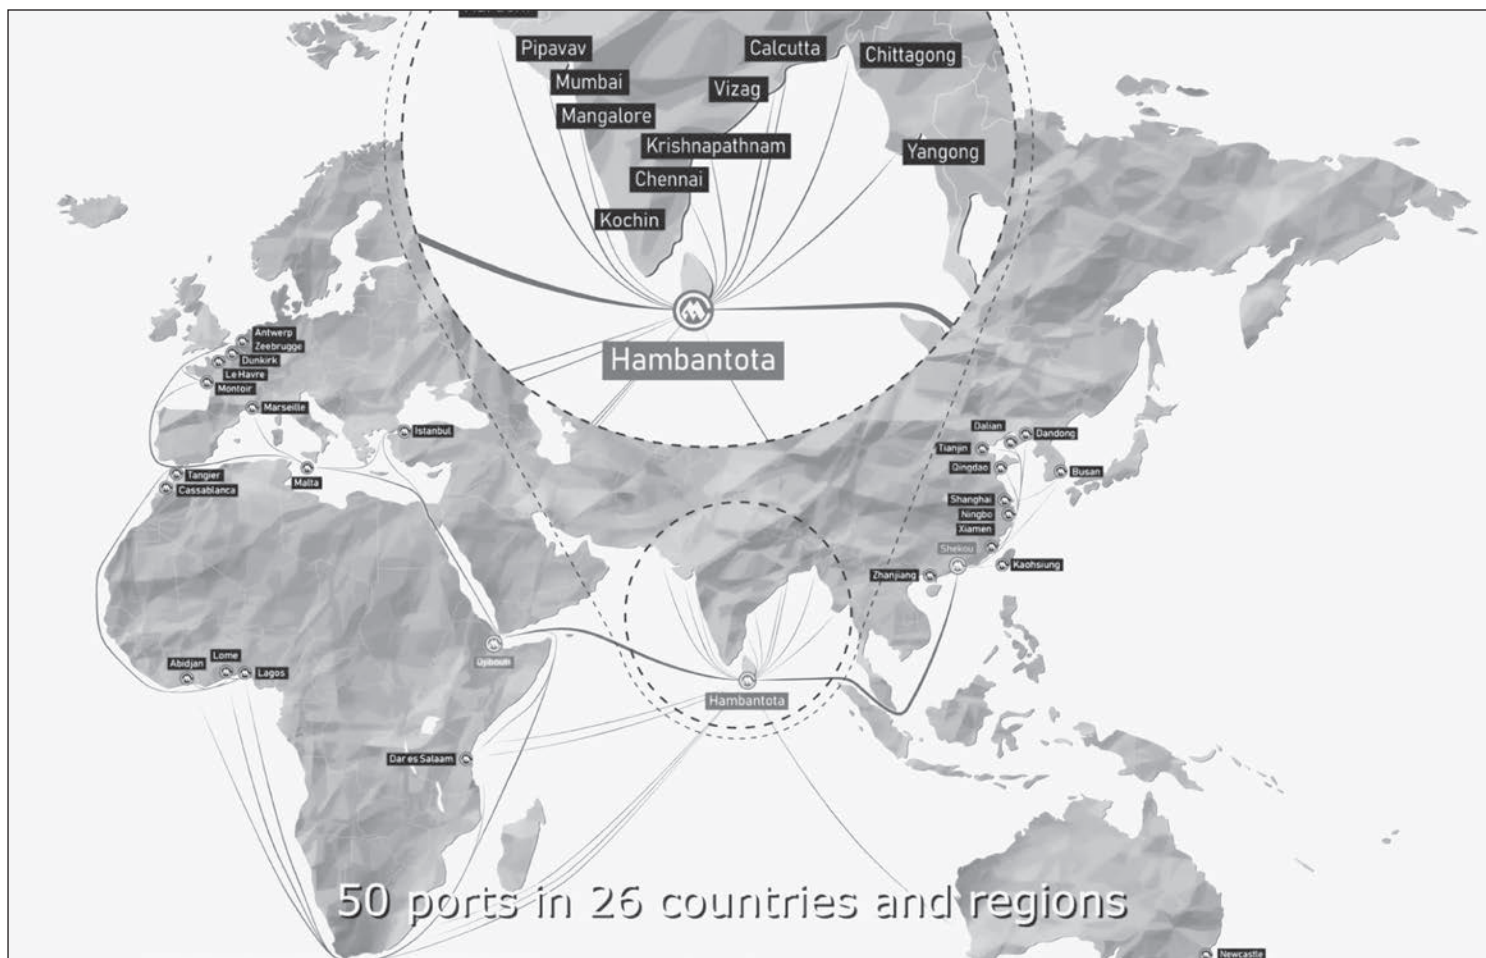 Pipavav
Calcutta
Chittagong
Mumbai
Vizag
Mangalore
Krishnapathnam
Yangong
Chennai
Kochin
Hambantota
Antwerp
Zeebrugge
Dunkirk
Le Havre
Montoir
Marseille
Istanbul
Tangier
Cassablanca
Malta
Dalian
Dandong
Tianjin
Qingdao
Busan
Shanghai
Ningbo
Xiamen
Shekou
Kaohsiung
Zhanjiang
Djibouti
Abidjan
Lome
Lagos
Hambantota
Dar es Salaam
50 ports in 26 countries and regions
Newcastle